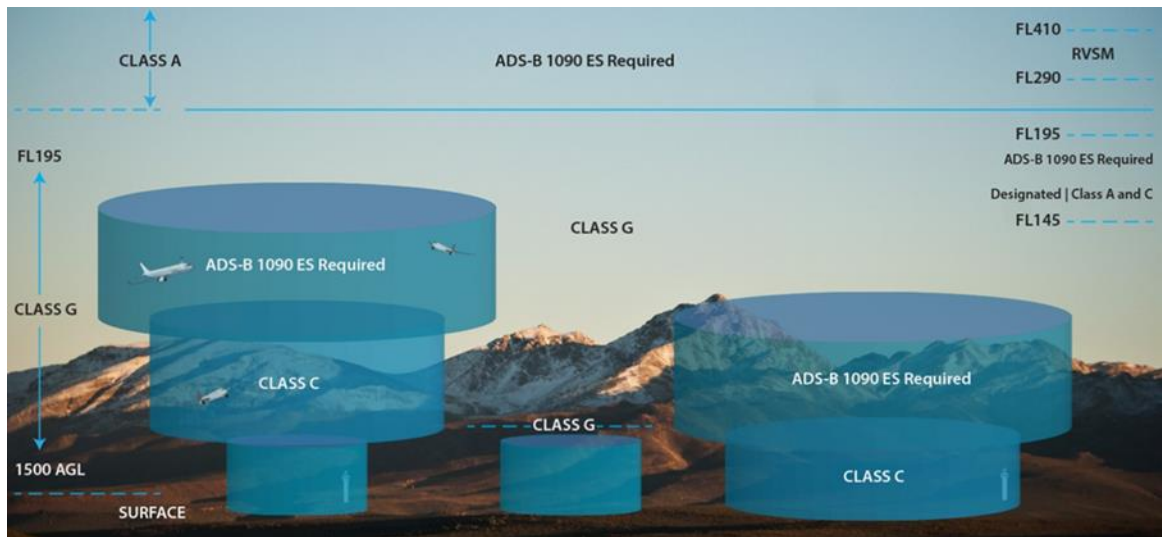 CLASS A
ADS-B 1090 ES Required
FL410
RVSM
FL290
FL195
FL195
ADS-B 1090 ES Required
Designated | Class A and C
FL145
CLASS G
ADS-B 1090 ES Required
CLASS G
CLASS C
ADS-B 1090 ES Required
CLASS G
1500 AGL
CLASS C
SURFACE